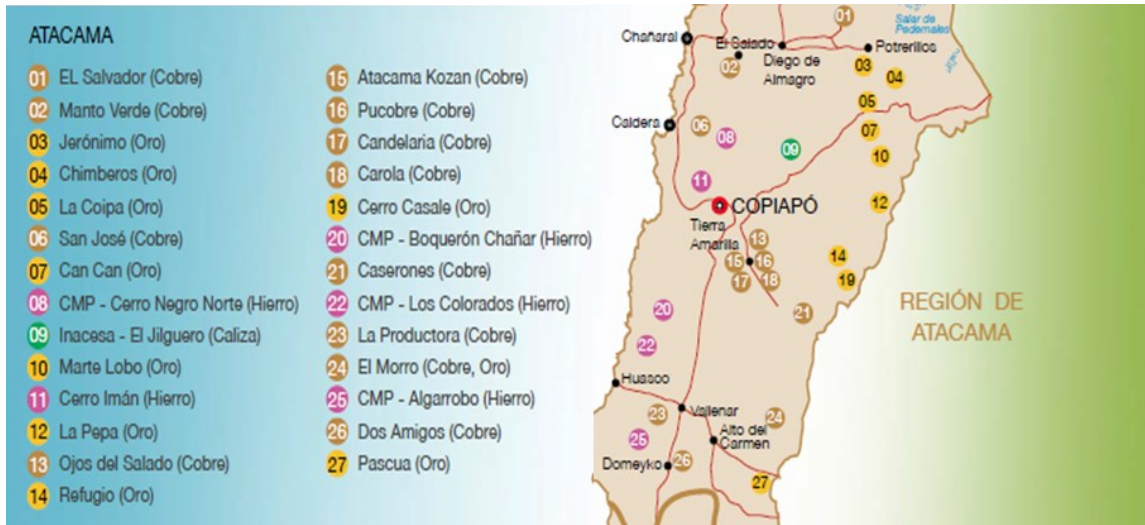 ATACAMA
01 EL Salvador (Cobre)
02 Manto Verde (Cobre)
03 Jerónimo (Oro)
04 Chimberos (Oro)
05 La Coipa (Oro)
06 San José (Cobre)
07 Can Can (Oro)
08 CMP - Cerro Negro Norte (Hierro)
09 Inacesa - El Jilguero (Caliza)
10 Marte Lobo (Oro)
11 Cerro Imán (Hierro)
12 La Pepa (Oro)
13 Ojos del Salado (Cobre)
14 Refugio (Oro)
15 Atacama Kozan (Cobre)
16 Pucobre (Cobre)
17 Candelaria (Cobre)
18 Carola (Cobre)
19 Cerro Casale (Oro)
20 CMP - Boquerón Chañar (Hierro)
21 Caserones (Cobre)
22 CMP - Los Colorados (Hierro)
23 La Productora (Cobre)
24 El Morro (Cobre, Oro)
25 CMP - Algarrobo (Hierro)
26 Dos Amigos (Cobre)
27 Pascua (Oro)
01
Salar de
Pedernales
Chañaral
El Salado
Diego de
Almagro
Potrerillos
02
03
04
05
Caldera
06
08
07
09
10
11
12
COPIAPÓ
Tierra
Amarilla
13
15
16
14
17
18
19
20
21
22
REGIÓN DE
ATACAMA
Huasco
Vallenar
23
24
25
Alto del
Carmen
Domeyko
26
27